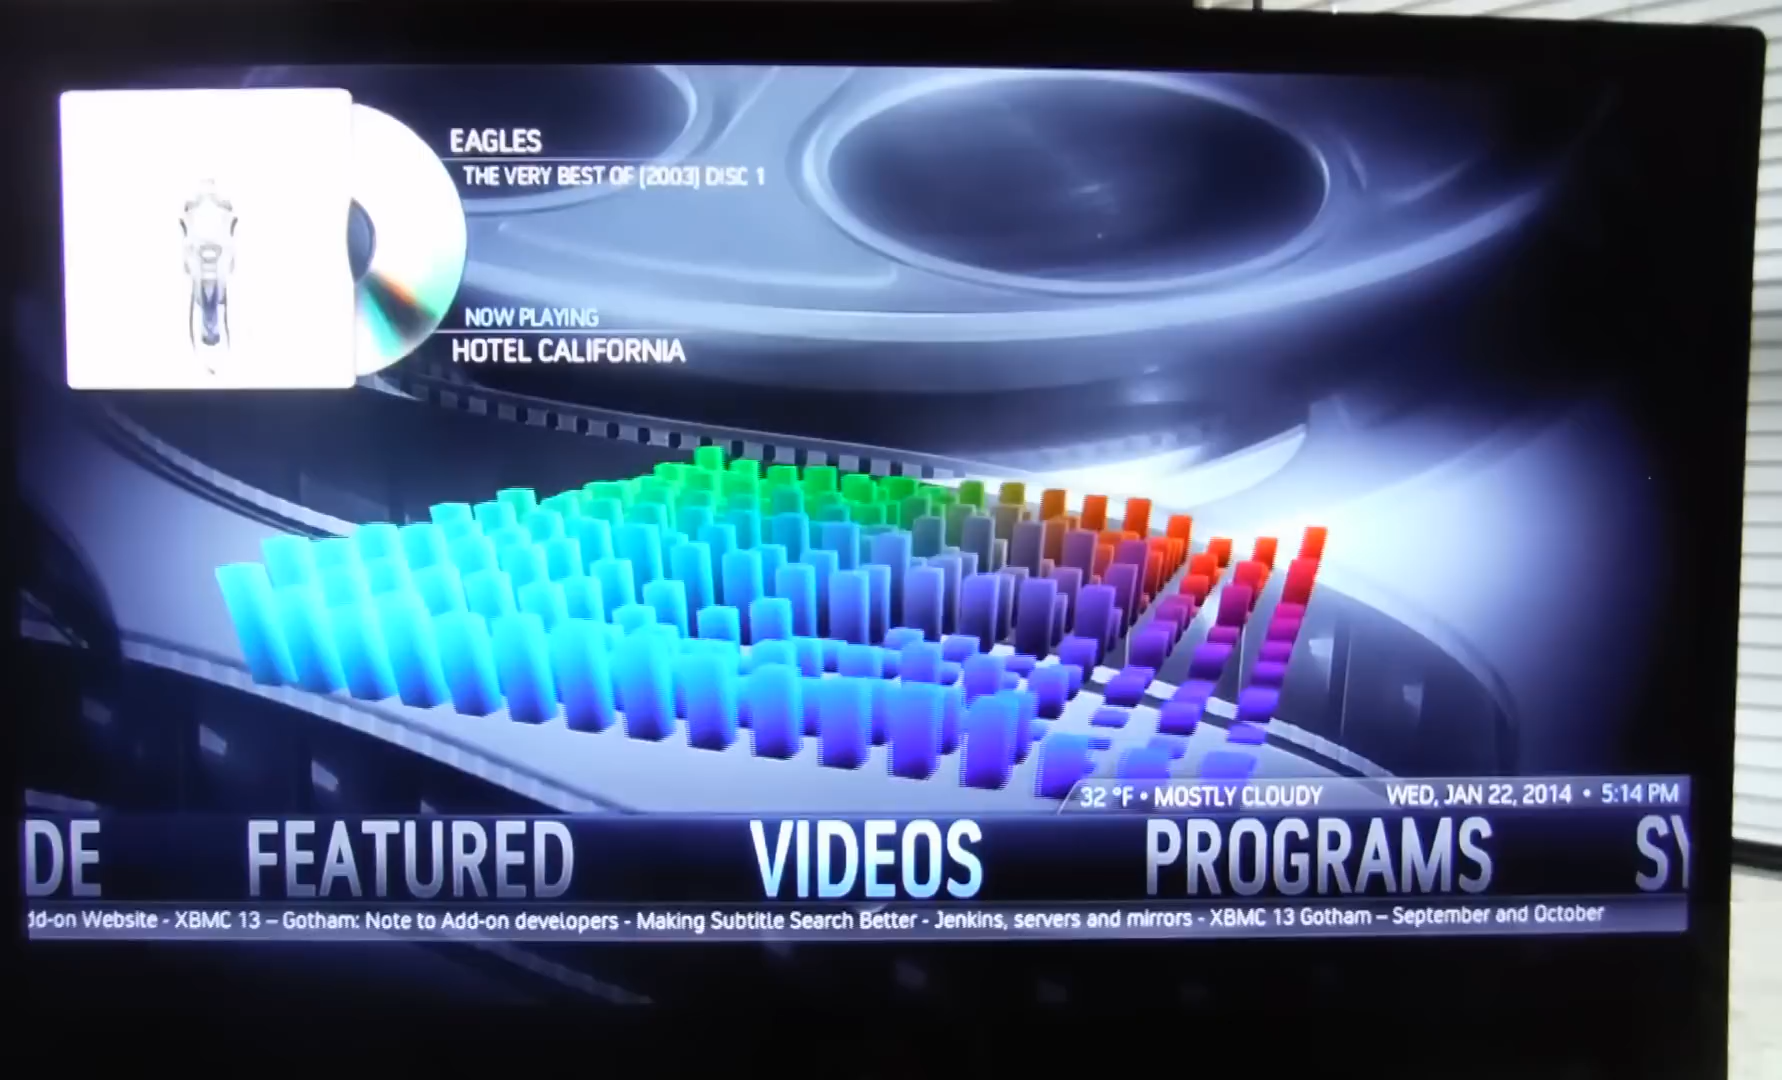 EAGLES
THE VERY BEST OF [2003] DISC 1
NOW PLAYING
HOTEL CALIFORNIA
32 °F • MOSTLY CLOUDY WED, JAN 22, 2014 • 5:14 PM
DE FEATURED VIDEOS PROGRAMS SY
dd-on Website - XBMC 13 – Gotham: Note to Add-on developers - Making Subtitle Search Better - Jenkins, servers and mirrors - XBMC 13 Gotham – September and October